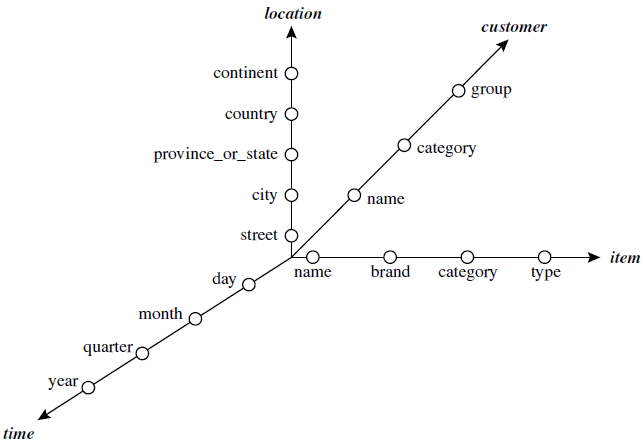 location
customer
continent
group
country
province_or_state
category
city
name
street
item
name
brand
category
type
day
month
quarter
year
time